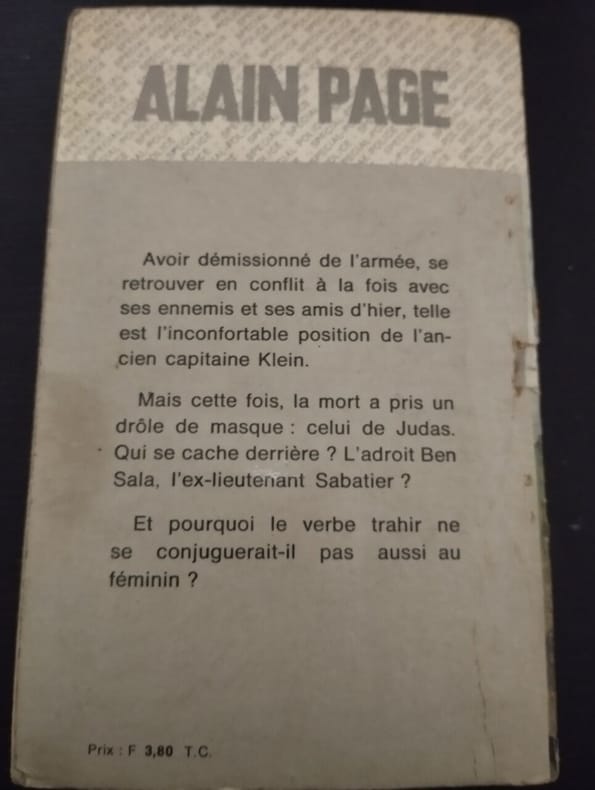 ALAIN PAGE
Avoir démissionné de l'armée, se
retrouver en conflit à la fois avec
ses ennemis et ses amis d'hier, telle
est l'inconfortable position de l'an-
cien capitaine Klein.
Mais cette fois, la mort a pris un
drôle de masque : celui de Judas.
Qui se cache derrière ? L'adroit Ben
Sala, l'ex-lieutenant Sabatier ?
Et pourquoi le verbe trahir ne
se conjuguerait-il pas aussi au
féminin ?
Prix : F 3,80 T.C.